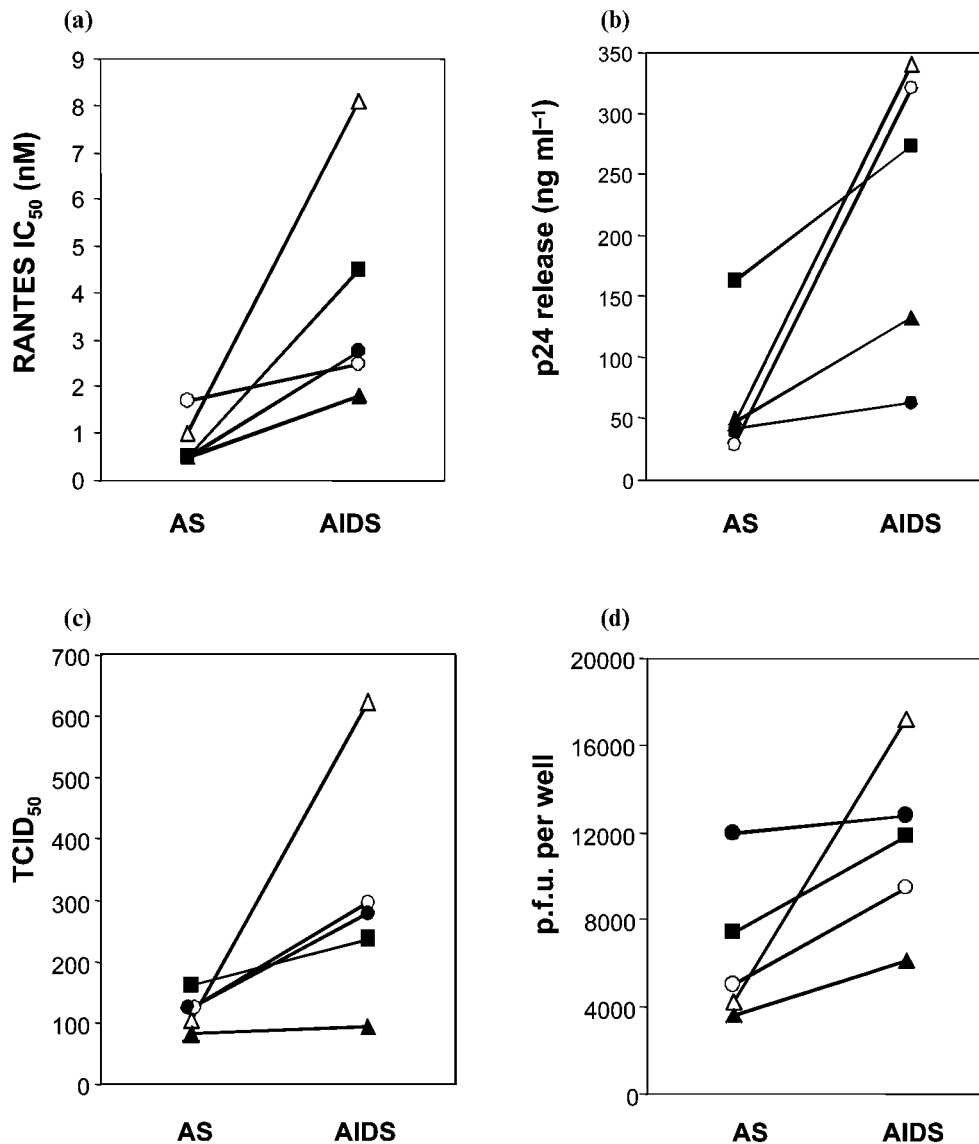 (a)
RANTES IC50 (nM)
9
8
7
6
5
4
3
2
1
0
AS AIDS
(b)
p24 release (ng ml−1)
350
300
250
200
150
100
50
0
AS AIDS
(c)
TCID50
700
600
500
400
300
200
100
0
AS AIDS
(d)
p.f.u. per well
20000
16000
12000
8000
4000
0
AS AIDS